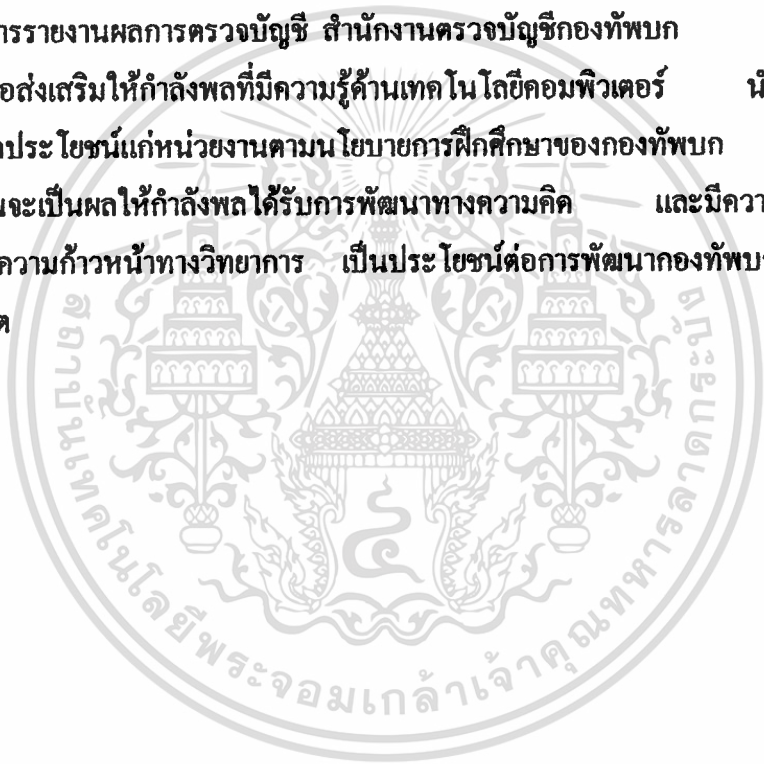 ารรายงานผลการตรวจบัญชี สำนักงานตรวจบัญชีกองทัพบก
อส่งเสริมให้กำลังพลที่มีความรู้ด้านเทคโนโลยีคอมพิวเตอร์ นั
ประโยชน์แก่หน่วยงานตามนโยบายการฝึกศึกษาของกองทัพบก
จะเป็นผลให้กำลังพลได้รับการพัฒนาทางความคิด และมีควา
ความก้าวหน้าทางวิทยาการ เป็นประโยชน์ต่อการพัฒนากองทัพบ
ต
สถาบันเทคโนโลยีพระจอมเกล้าเจ้าคุณทหารลาดกระบัง